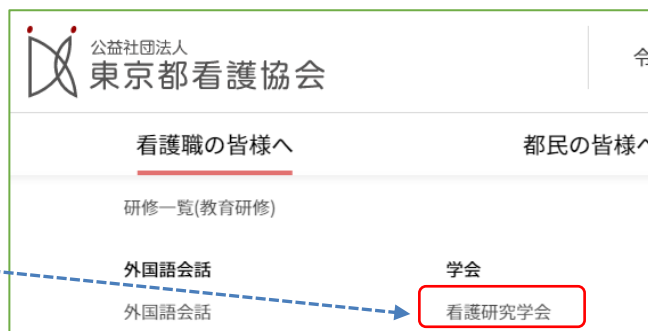 公益社団法人
東京都看護協会
令
看護職の皆様へ
都民の皆様へ
研修一覧(教育研修)
外国語会話
学会
外国語会話
看護研究学会